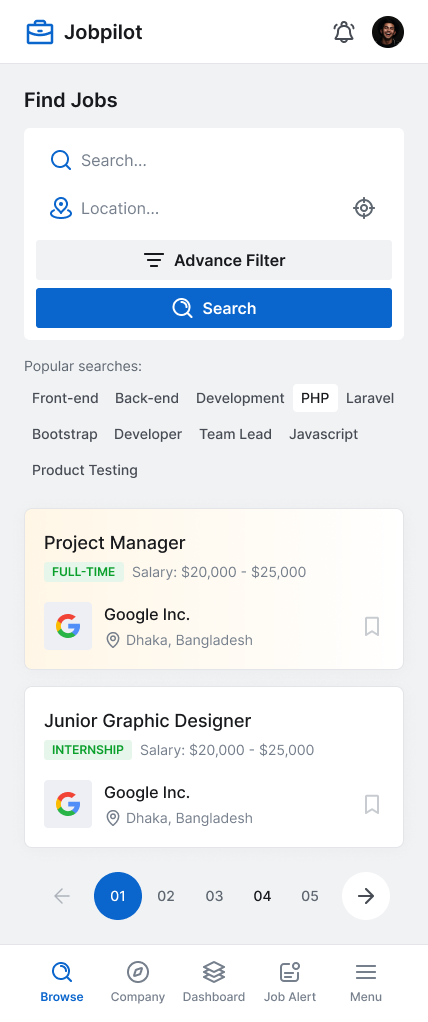 Jobpilot
Find Jobs
Search...
Location...
Advance Filter
Search
Popular searches:
Front-end Back-end Development PHP Laravel
Bootstrap Developer Team Lead Javascript
Product Testing
Project Manager
FULL-TIME Salary: $20,000 - $25,000
Google Inc.
Dhaka, Bangladesh
Junior Graphic Designer
INTERNSHIP Salary: $20,000 - $25,000
Google Inc.
Dhaka, Bangladesh
01 02 03 04 05
Browse Company Dashboard Job Alert Menu